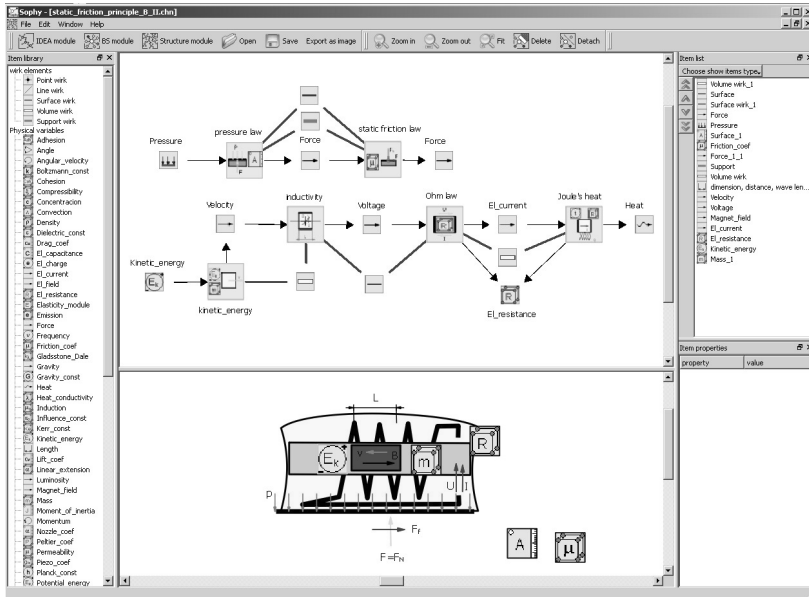 Sophy - [static_friction_principle_B_II.chn]
File Edit Window Help
IDEA module BS module Structure module Open Save Export as image Zoom in Zoom out Fit Delete Detach
Item library
wirk elements
Point wirk
Line wirk
Surface wirk
Volume wirk
Support wirk
Physical variables
Adhesion
Angle
Angular_velocity
Boltzmann_const
Cohesion
Compressibility
Concentracion
Convection
Density
Dielectric_const
Drag_coef
El_capacitance
El_charge
El_current
El_field
El_resistance
Elasticity_module
Emission
Force
Frequency
Friction_coef
Gladsstone_Dale
Gravity
Gravity_const
Heat
Heat_conductivity
Induction
Influence_const
Kerr_const
Kinetic_energy
Length
Lift_coef
Linear_extension
Luminosity
Magnet_field
Mass
Moment_of_inertia
Momentum
Nozzle_coef
Peltier_coef
Permeability
Piezo_coef
Planck_const
Potential_energy
Pressure
pressure law
Force
static friction law
Force
Velocity
inductivity
Voltage
Ohm law
El_current
Joule's heat
Heat
Kinetic_energy
kinetic_energy
El_resistance
L
R
Ek
V
B
m
U I
p
FF
F=FN
A
μ
Item list
Choose show items type
Volume wirk_1
Surface
Surface wirk_1
Force
Pressure
Surface_1
Friction_coef
Force_1_1
Support
Volume wirk
dimension, distance, wave len...
Velocity
Voltage
Magnet_field
El_current
El_resistance
Kinetic_energy
Mass_1
Item properties
property value